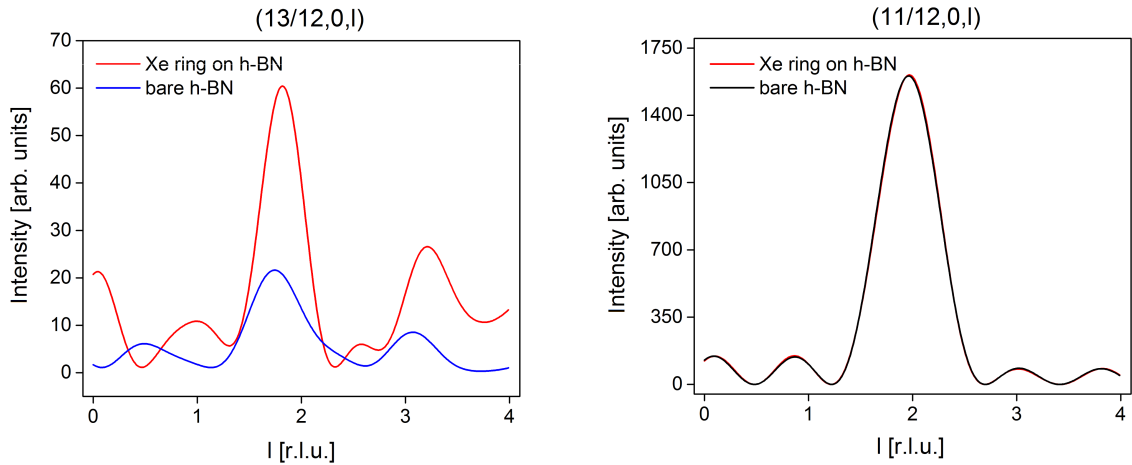 (13/12,0,l)
Xe ring on h-BN
bare h-BN
Intensity [arb. units]
70
60
50
40
30
20
10
0
0 1 2 3 4
l [r.l.u.]
(11/12,0,l)
Xe ring on h-BN
bare h-BN
Intensity [arb. units]
1750
1400
1050
700
350
0
0 1 2 3 4
l [r.l.u.]